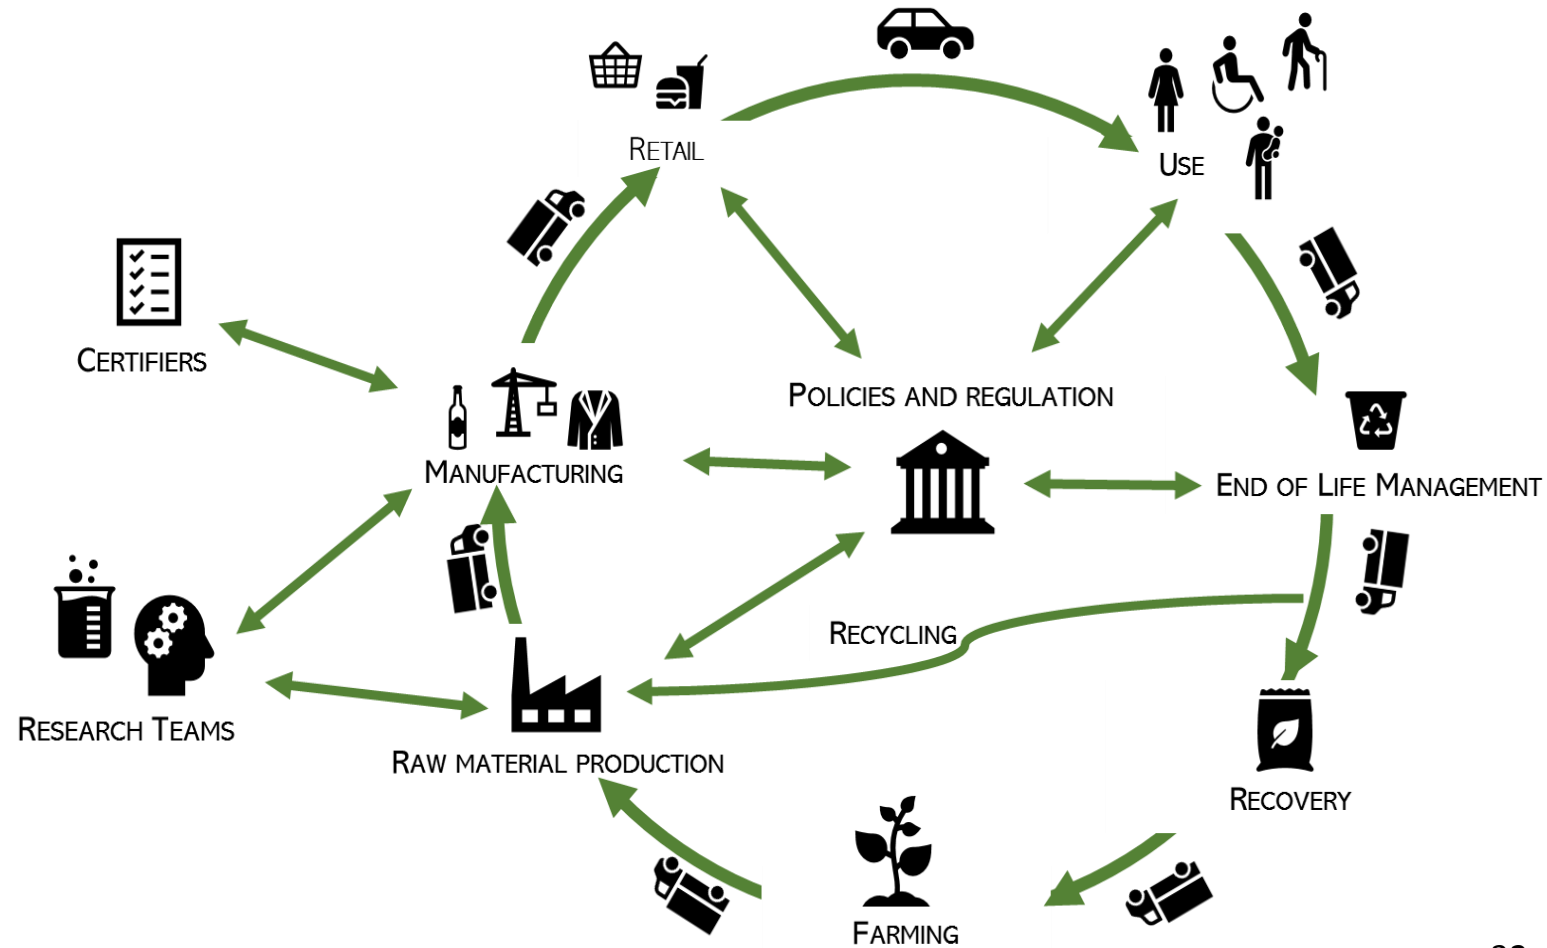 Retail
Use
Certifiers
Policies and regulation
Manufacturing
End of Life Management
Recycling
Research Teams
Raw material production
Recovery
Farming